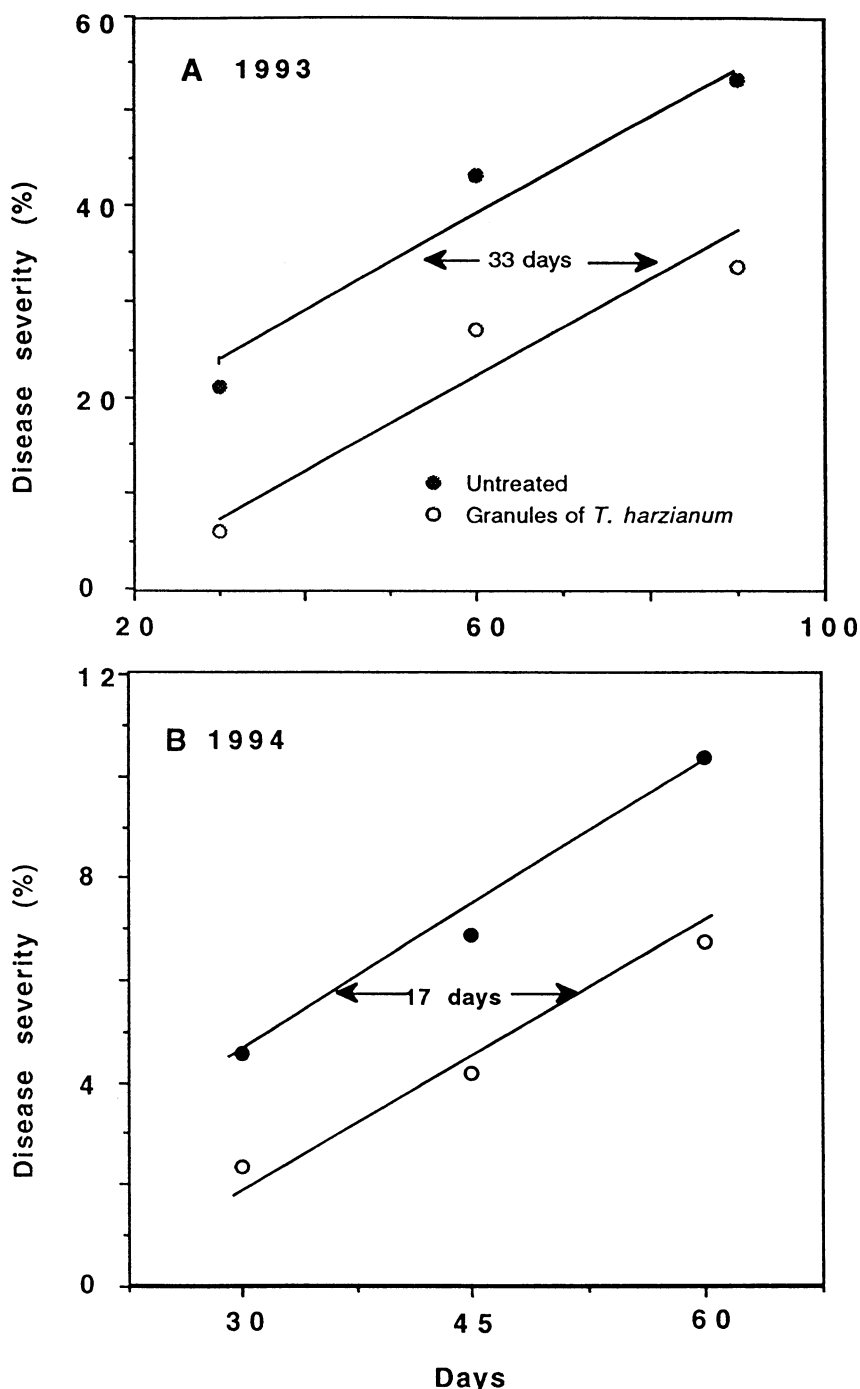 60
A 1993
40
33 days
20
Untreated
Granules of T. harzianum
0
20 60 100
Disease severity (%)
12
B 1994
8
17 days
4
0
30 45 60
Disease severity (%)
Days